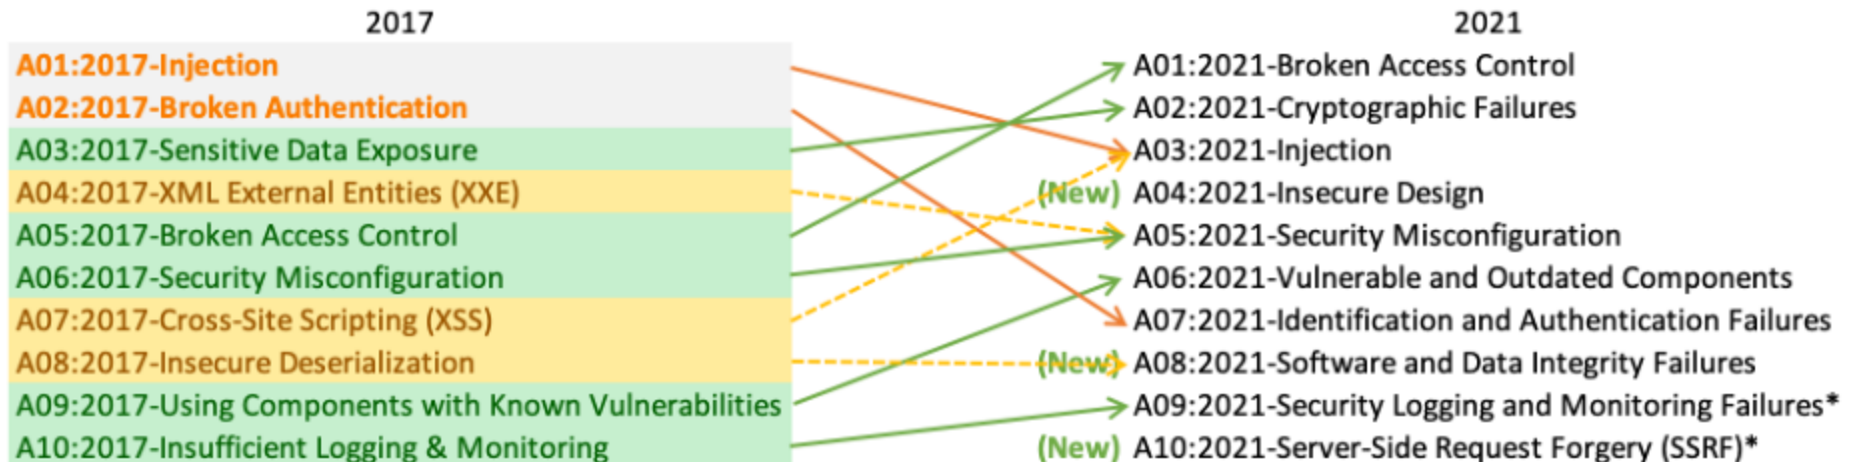 2017
A01:2017-Injection
A02:2017-Broken Authentication
A03:2017-Sensitive Data Exposure
A04:2017-XML External Entities (XXE)
A05:2017-Broken Access Control
A06:2017-Security Misconfiguration
A07:2017-Cross-Site Scripting (XSS)
A08:2017-Insecure Deserialization
A09:2017-Using Components with Known Vulnerabilities
A10:2017-Insufficient Logging & Monitoring
2021
A01:2021-Broken Access Control
A02:2021-Cryptographic Failures
A03:2021-Injection
(New) A04:2021-Insecure Design
A05:2021-Security Misconfiguration
A06:2021-Vulnerable and Outdated Components
A07:2021-Identification and Authentication Failures
(New) A08:2021-Software and Data Integrity Failures
A09:2021-Security Logging and Monitoring Failures*
(New) A10:2021-Server-Side Request Forgery (SSRF)*